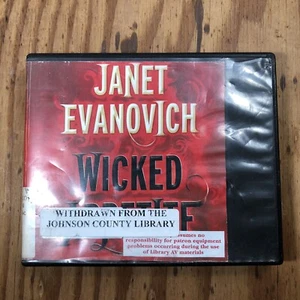 JANET
EVANOVICH
WICKED
WITHDRAWN FROM THE
JOHNSON COUNTY LIBRARY
responsibility for patron equipment
problems occurring during the use
of Library AV materials